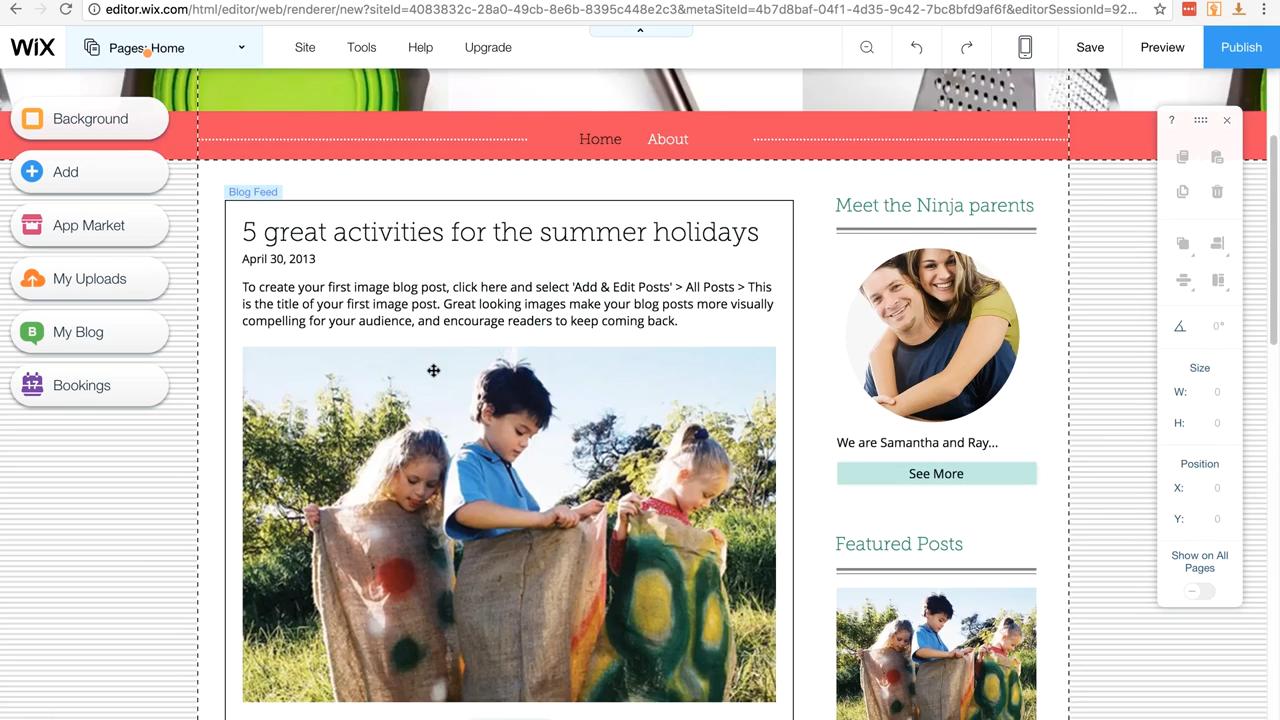 editor.wix.com/html/editor/web/renderer/new?siteId=4083832c-28a0-49cb-8e6b-8395c448e2c3&metaSiteId=4b7d8baf-04f1-4d35-9c42-7bc8bfd9af6f&editorSessionId=92...
WiX
Pages: Home
Site
Tools
Help
Upgrade
Save
Preview
Publish
Background
Add
App Market
My Uploads
B My Blog
17 Bookings
Home
About
Blog Feed
5 great activities for the summer holidays
April 30, 2013
To create your first image blog post, click here and select 'Add & Edit Posts' > All Posts > This
is the title of your first image post. Great looking images make your blog posts more visually
compelling for your audience, and encourage readers to keep coming back.
Meet the Ninja parents
We are Samantha and Ray...
See More
Featured Posts
?
0°
Size
W: 0
H: 0
Position
X: 0
Y: 0
Show on All
Pages